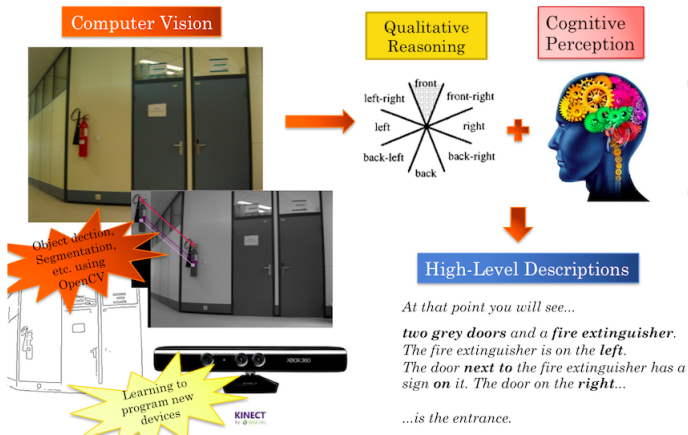 Computer Vision
Qualitative
Reasoning
Cognitive
Perception
front
left-right
front-right
left
right
back-left
back-right
back
Object dection,
Segmentation,
etc. using
OpenCV
High-Level Descriptions
At that point you will see...
two grey doors and a fire extinguisher.
The fire extinguisher is on the left.
The door next to the fire extinguisher has a
sign on it. The door on the right...
...is the entrance.
XBOX360
Learning to
program new
devices
KINECT